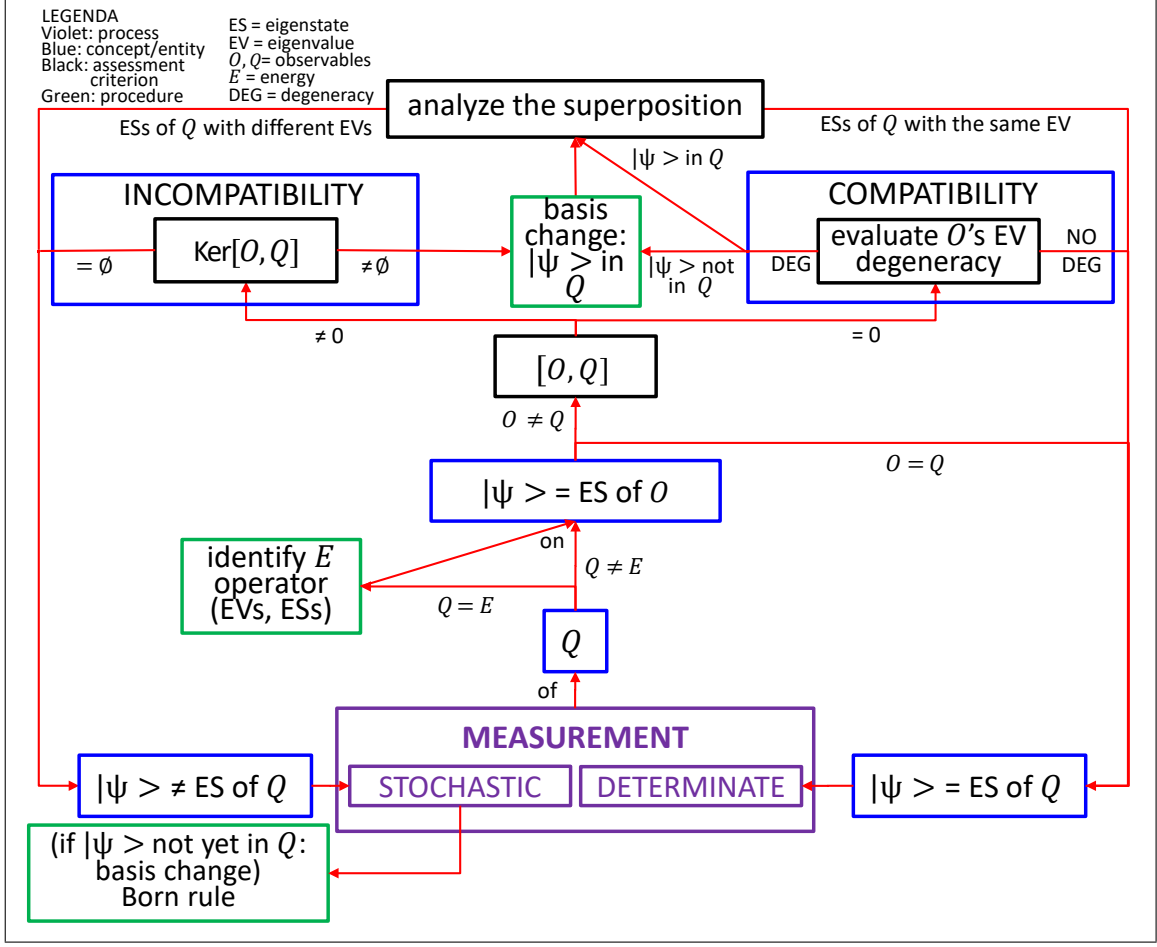 LEGENDA
Violet: process
Blue: concept/entity
Black: assessment
criterion
Green: procedure
ES = eigenstate
EV = eigenvalue
O, Q= observables
E = energy
DEG = degeneracy
analyze the superposition
ESs of Q with different EVs
ESs of Q with the same EV
|ψ > in Q
INCOMPATIBILITY
Ker[O, Q]
= ∅
≠∅
basis
change:
|ψ > in
Q
COMPATIBILITY
evaluate O's EV
degeneracy
DEG
NO
DEG
|ψ > not
in Q
≠ 0
= 0
[O, Q]
O ≠ Q
O = Q
|ψ > = ES of O
on
identify E
operator
(EVs, ESs)
Q ≠ E
Q = E
Q
of
MEASUREMENT
STOCHASTIC
DETERMINATE
|ψ > ≠ ES of Q
|ψ > = ES of Q
(if |ψ > not yet in Q:
basis change)
Born rule